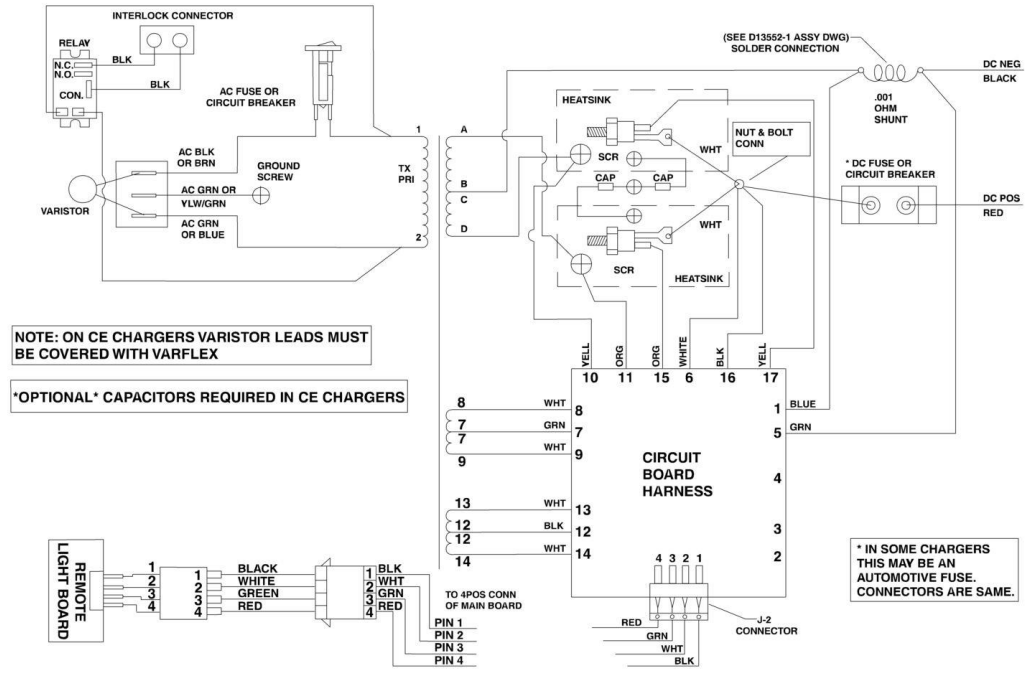 INTERLOCK CONNECTOR
RELAY
N.C.
N.O.
CON.
BLK
BLK
AC FUSE OR
CIRCUIT BREAKER
AC BLK
OR BRN
GROUND
SCREW
AC GRN OR
YLW/GRN
AC GRN
OR BLUE
VARISTOR
1
TX
PRI
2
A
B
C
D
HEATSINK
SCR
WHT
CAP
CAP
WHT
SCR
HEATSINK
NUT & BOLT
CONN
(SEE D13552-1 ASSY DWG)
SOLDER CONNECTION
.001
OHM
SHUNT
DC NEG
BLACK
* DC FUSE OR
CIRCUIT BREAKER
DC POS
RED
NOTE: ON CE CHARGERS VARISTOR LEADS MUST
BE COVERED WITH VARFLEX
*OPTIONAL* CAPACITORS REQUIRED IN CE CHARGERS
YELL
ORG
ORG
WHITE
BLK
YELL
10 11 15 6 16 17
8 WHT 8
7 GRN 7
7
9 WHT 9
13 WHT 13
12 BLK 12
12
14 WHT 14
CIRCUIT
BOARD
HARNESS
1 BLUE
5 GRN
4
3
2
4 3 2 1
J-2
CONNECTOR
RED
GRN
WHT
BLK
* IN SOME CHARGERS
THIS MAY BE AN
AUTOMOTIVE FUSE.
CONNECTORS ARE SAME.
REMOTE
LIGHT BOARD
1
2
3
4
1 BLACK
2 WHITE
3 GREEN
4 RED
1 BLK
2 WHT
3 GRN
4 RED
TO 4POS CONN
OF MAIN BOARD
PIN 1
PIN 2
PIN 3
PIN 4